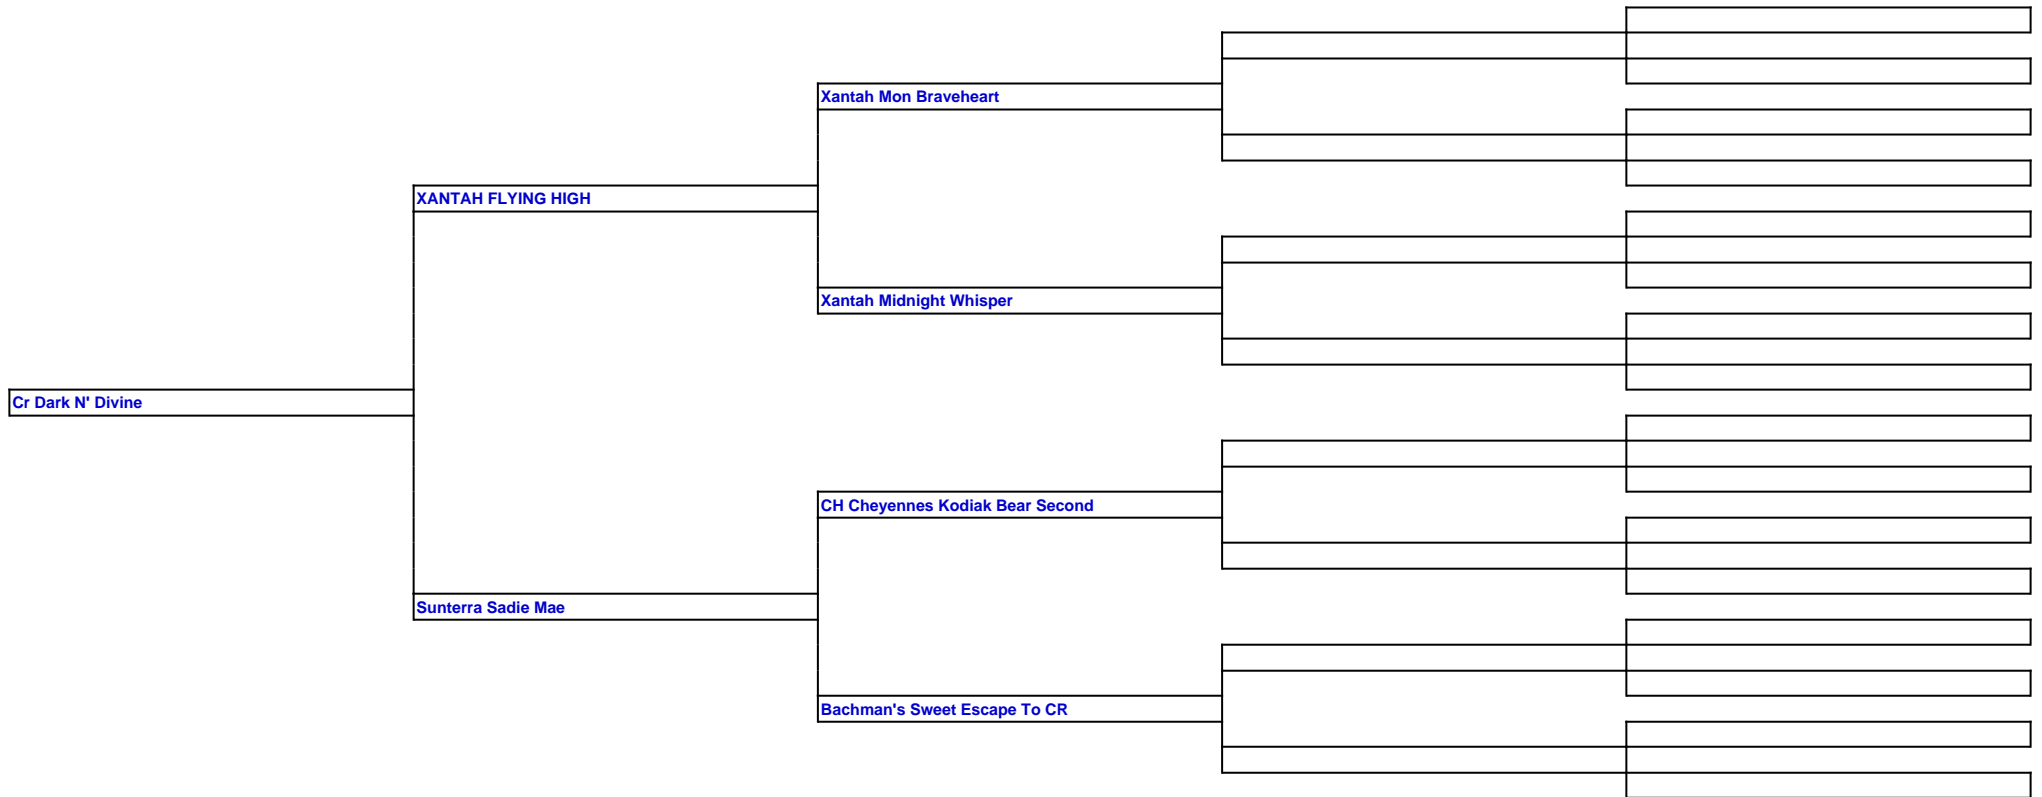 Xantah Mon Braveheart
XANTAH FLYING HIGH
Xantah Midnight Whisper
Cr Dark N' Divine
CH Cheyennes Kodiak Bear Second
Sunterra Sadie Mae
Bachman's Sweet Escape To CR